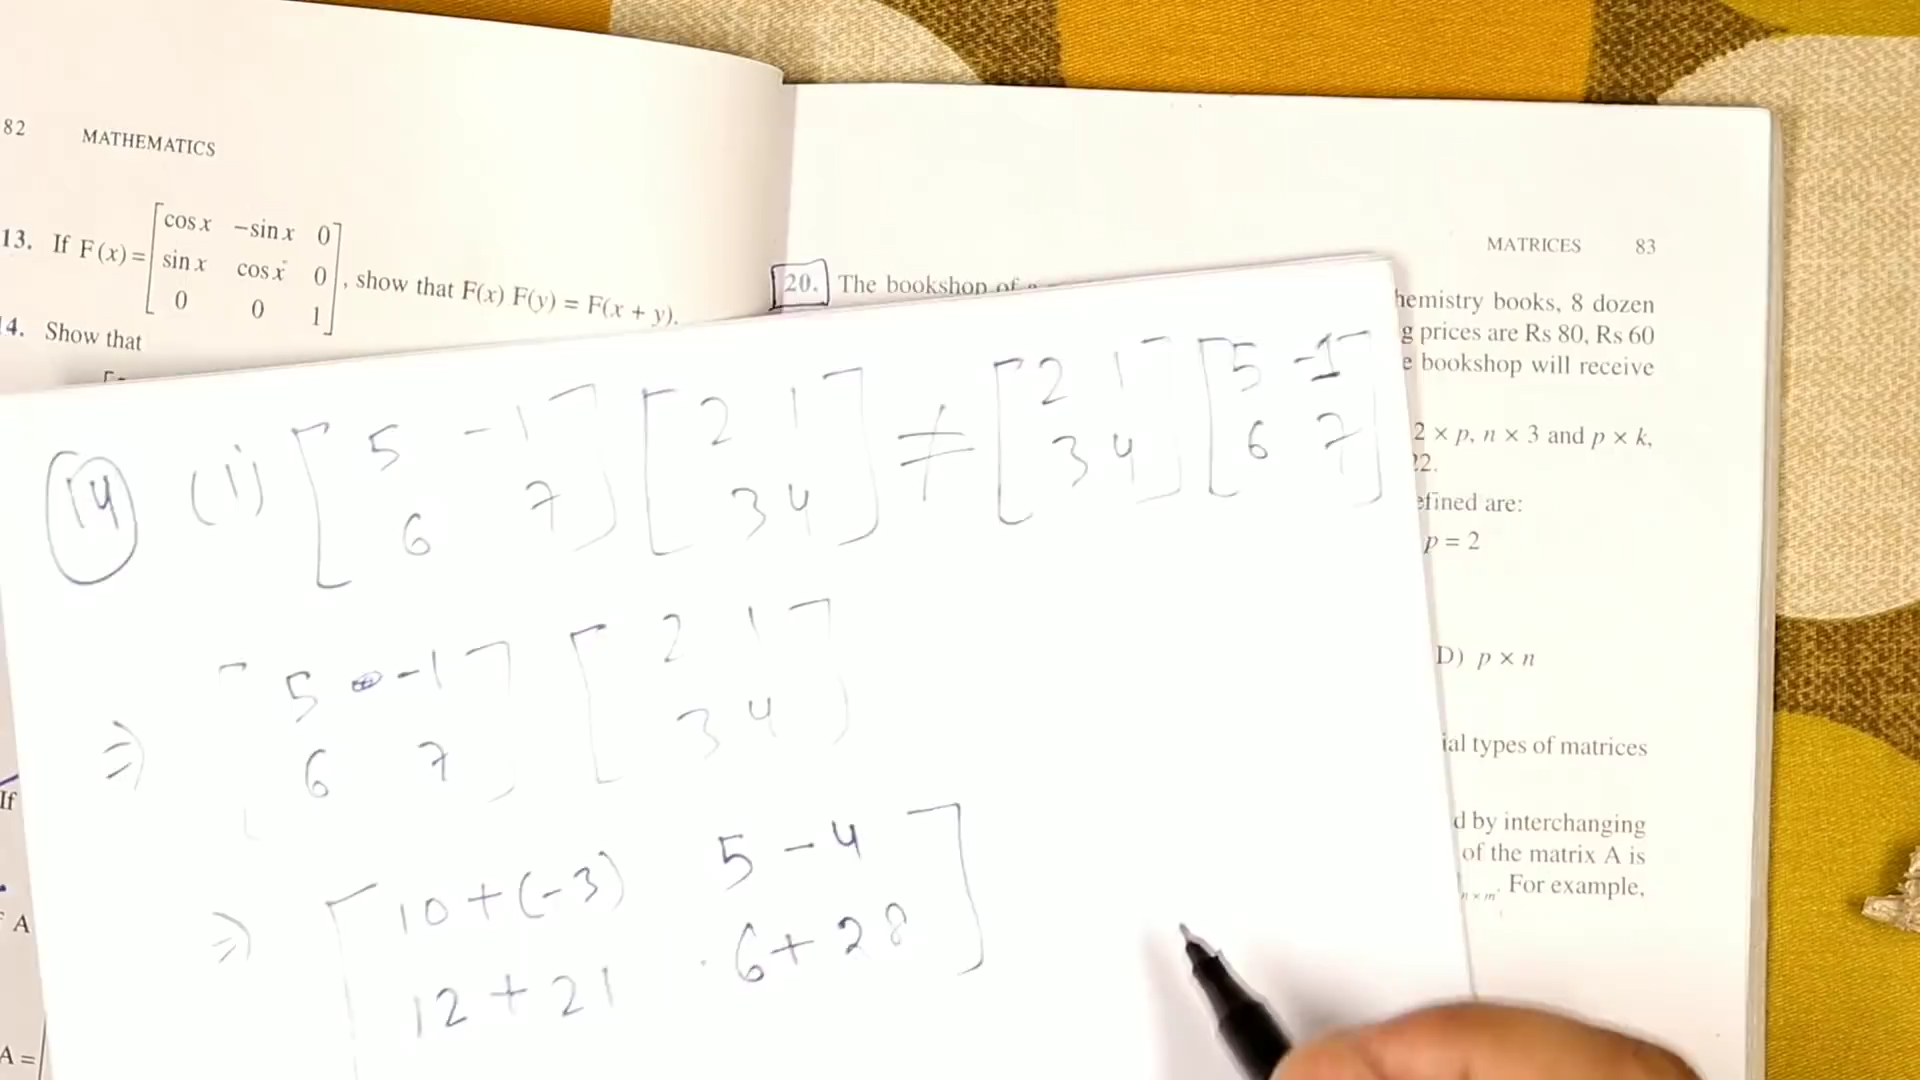 82 MATHEMATICS
13. If F(x) = [cos x −sin x 0
sin x cos x 0
0 0 1], show that F(x) F(y) = F(x + y).
14. Show that
If
A
A =
MATRICES 83
20. The bookshop of
hemistry books, 8 dozen
g prices are Rs 80, Rs 60
e bookshop will receive
2 × p, n × 3 and p × k,
22.
efined are:
p = 2
D) p × n
ial types of matrices
d by interchanging
of the matrix A is
n × m. For example,
14 (i) [5 -1 [2 1 ≠ [2 1 [5 -1
6 7] 3 4] 3 4] 6 7]
⇒ [5 -1 [2 1
6 7] 3 4]
⇒ [10+(-3) 5-4
12+21 6+28]